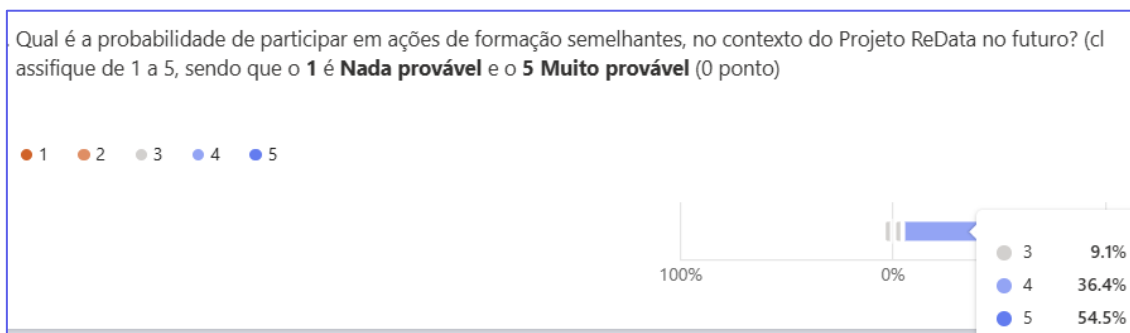 . Qual é a probabilidade de participar em ações de formação semelhantes, no contexto do Projeto ReData no futuro? (cl
assifique de 1 a 5, sendo que o 1 é Nada provável e o 5 Muito provável (0 ponto)
1 2 3 4 5
100% 0%
3 9.1%
4 36.4%
5 54.5%